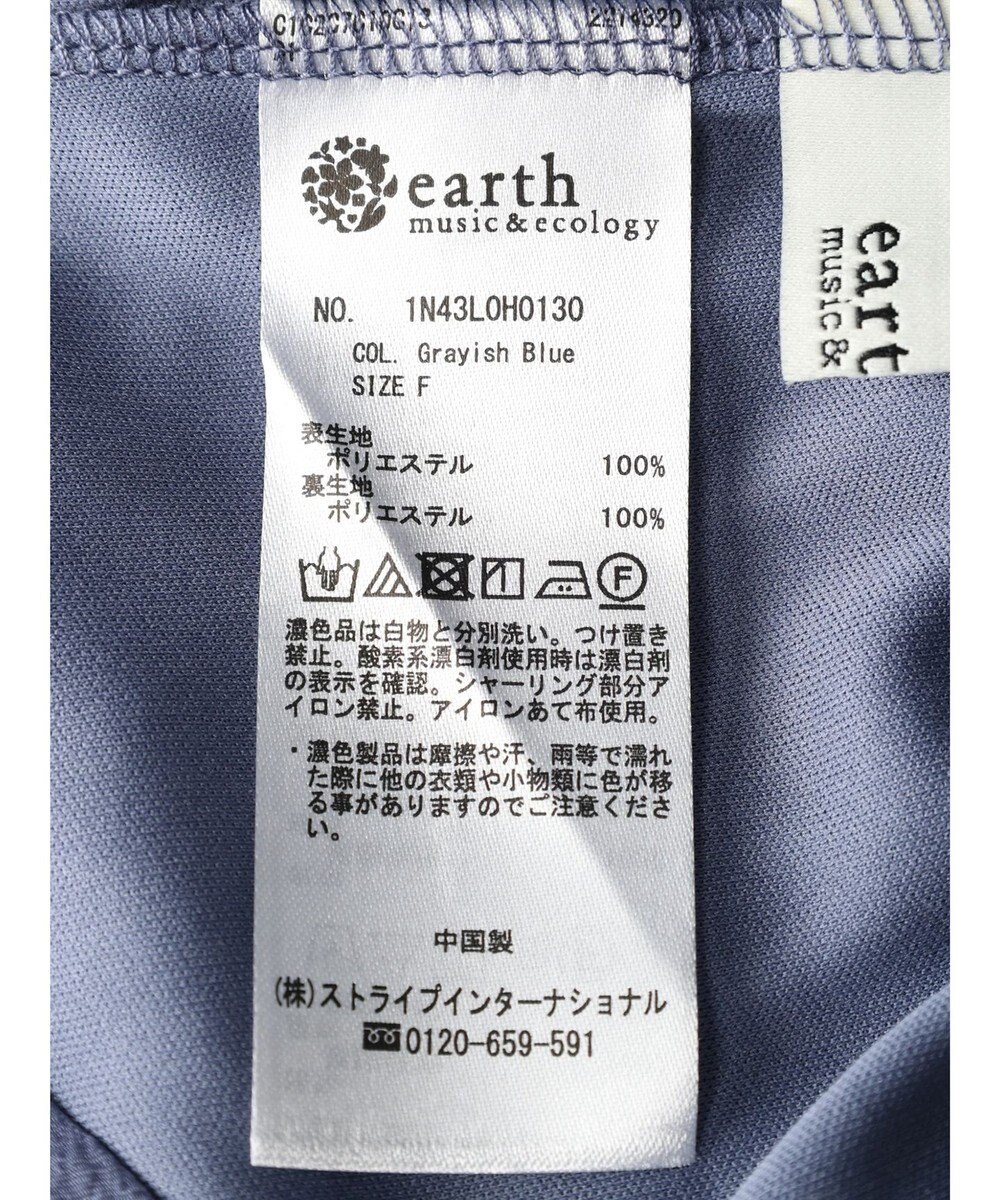 2214320
earth
music&ecology
NO. 1N43L0H0130
COL. Grayish Blue
SIZE F
表生地
ポリエステル 100%
裏生地
ポリエステル 100%
F
濃色品は白物と分別洗い。つけ置き
禁止。酸素系漂白剤使用時は漂白剤
の表示を確認。シャーリング部分ア
イロン禁止。アイロンあて布使用。
・濃色製品は摩擦や汗、雨等で濡れ
た際に他の衣類や小物類に色が移
る事がありますのでご注意くださ
い。
中国製
(株)ストライプインターナショナル
0120-659-591
eart
music &